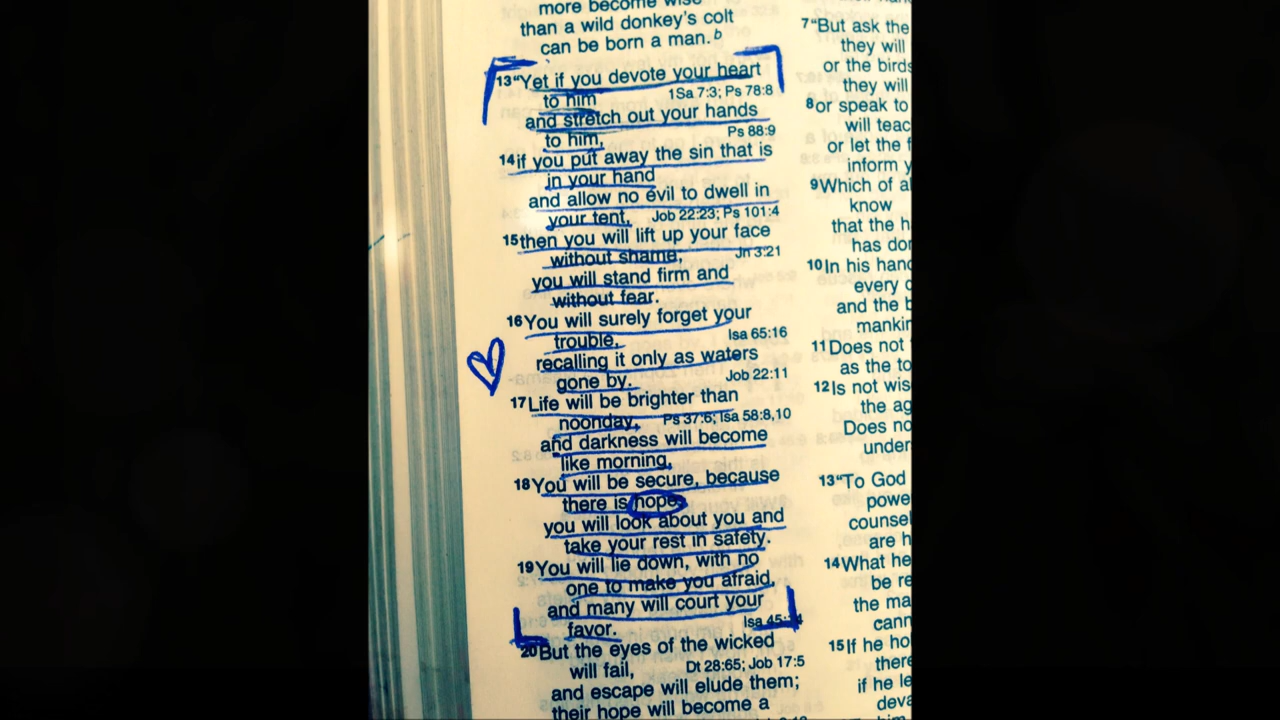 more become wise
than a wild donkey's colt
can be born a man.b
13"Yet if you devote your heart
to him 1Sa 7:3; Ps 78:8
and stretch out your hands
to him, Ps 88:9
14if you put away the sin that is
in your hand
and allow no evil to dwell in
your tent, Job 22:23; Ps 101:4
15then you will lift up your face
without shame; Jn 3:21
you will stand firm and
without fear.
16You will surely forget your
trouble, Isa 65:16
recalling it only as waters
gone by. Job 22:11
17Life will be brighter than
noonday, Ps 37:6; Isa 58:8,10
and darkness will become
like morning.
18You will be secure, because
there is hope;
you will look about you and
take your rest in safety.
19You will lie down, with no
one to make you afraid,
and many will court your
favor. Isa 45:14
20But the eyes of the wicked
will fail, Dt 28:65; Job 17:5
and escape will elude them;
their hope will become a
7"But ask the
they will
or the birds
they will
8or speak to
will teac
or let the f
inform y
9Which of al
know
that the h
has dor
10In his hand
every c
and the b
mankin
11Does not
as the to
12Is not wis
the ag
Does no
unders
13"To God
powe
counsel
are h
14What he
be re
the ma
cann
15If he hol
there
if he le
deva